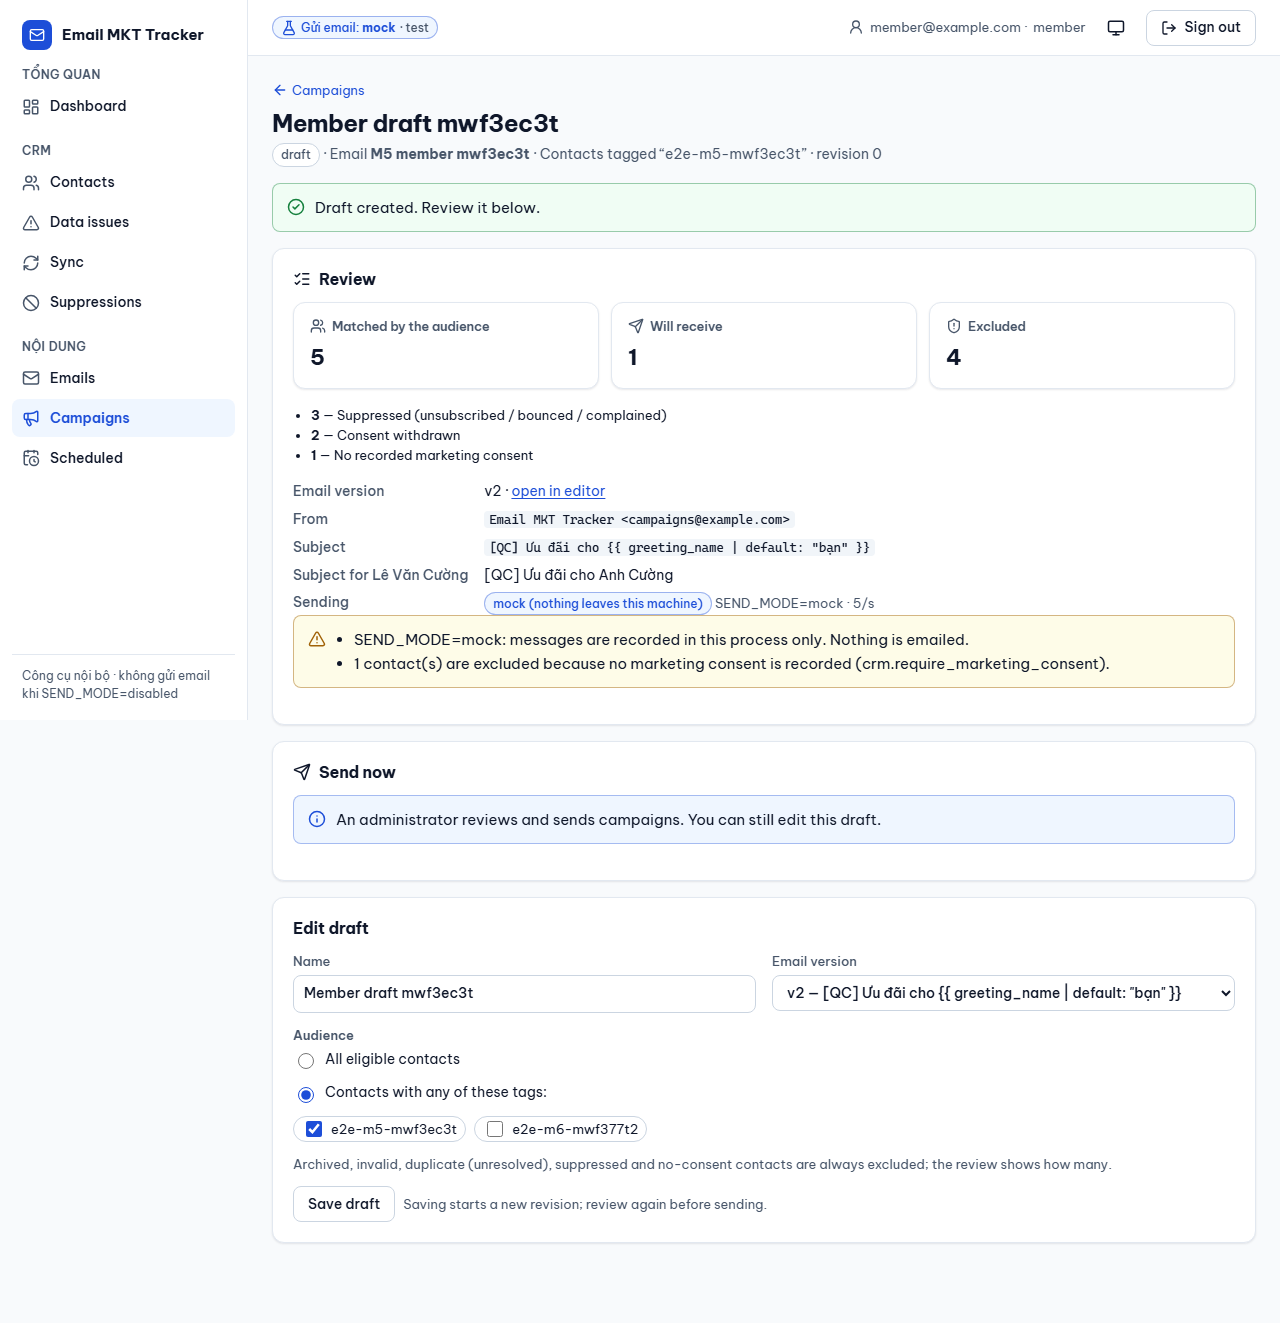 Email MKT Tracker
TỔNG QUAN
Dashboard
CRM
Contacts
Data issues
Sync
Suppressions
NỘI DUNG
Emails
Campaigns
Scheduled
Công cụ nội bộ · không gửi email
khi SEND_MODE=disabled
Gửi email: mock · test
member@example.com · member
Sign out
Campaigns
Member draft mwf3ec3t
draft · Email M5 member mwf3ec3t · Contacts tagged “e2e-m5-mwf3ec3t” · revision 0
Draft created. Review it below.
Review
Matched by the audience
5
Will receive
1
Excluded
4
3 — Suppressed (unsubscribed / bounced / complained)
2 — Consent withdrawn
1 — No recorded marketing consent
Email version v2 · open in editor
From Email MKT Tracker <campaigns@example.com>
Subject [QC] Ưu đãi cho {{ greeting_name | default: "bạn" }}
Subject for Lê Văn Cường [QC] Ưu đãi cho Anh Cường
Sending mock (nothing leaves this machine) SEND_MODE=mock · 5/s
SEND_MODE=mock: messages are recorded in this process only. Nothing is emailed.
1 contact(s) are excluded because no marketing consent is recorded (crm.require_marketing_consent).
Send now
An administrator reviews and sends campaigns. You can still edit this draft.
Edit draft
Name
Member draft mwf3ec3t
Email version
v2 — [QC] Ưu đãi cho {{ greeting_name | default: "bạn" }}
Audience
All eligible contacts
Contacts with any of these tags:
e2e-m5-mwf3ec3t
e2e-m6-mwf377t2
Archived, invalid, duplicate (unresolved), suppressed and no-consent contacts are always excluded; the review shows how many.
Save draft
Saving starts a new revision; review again before sending.